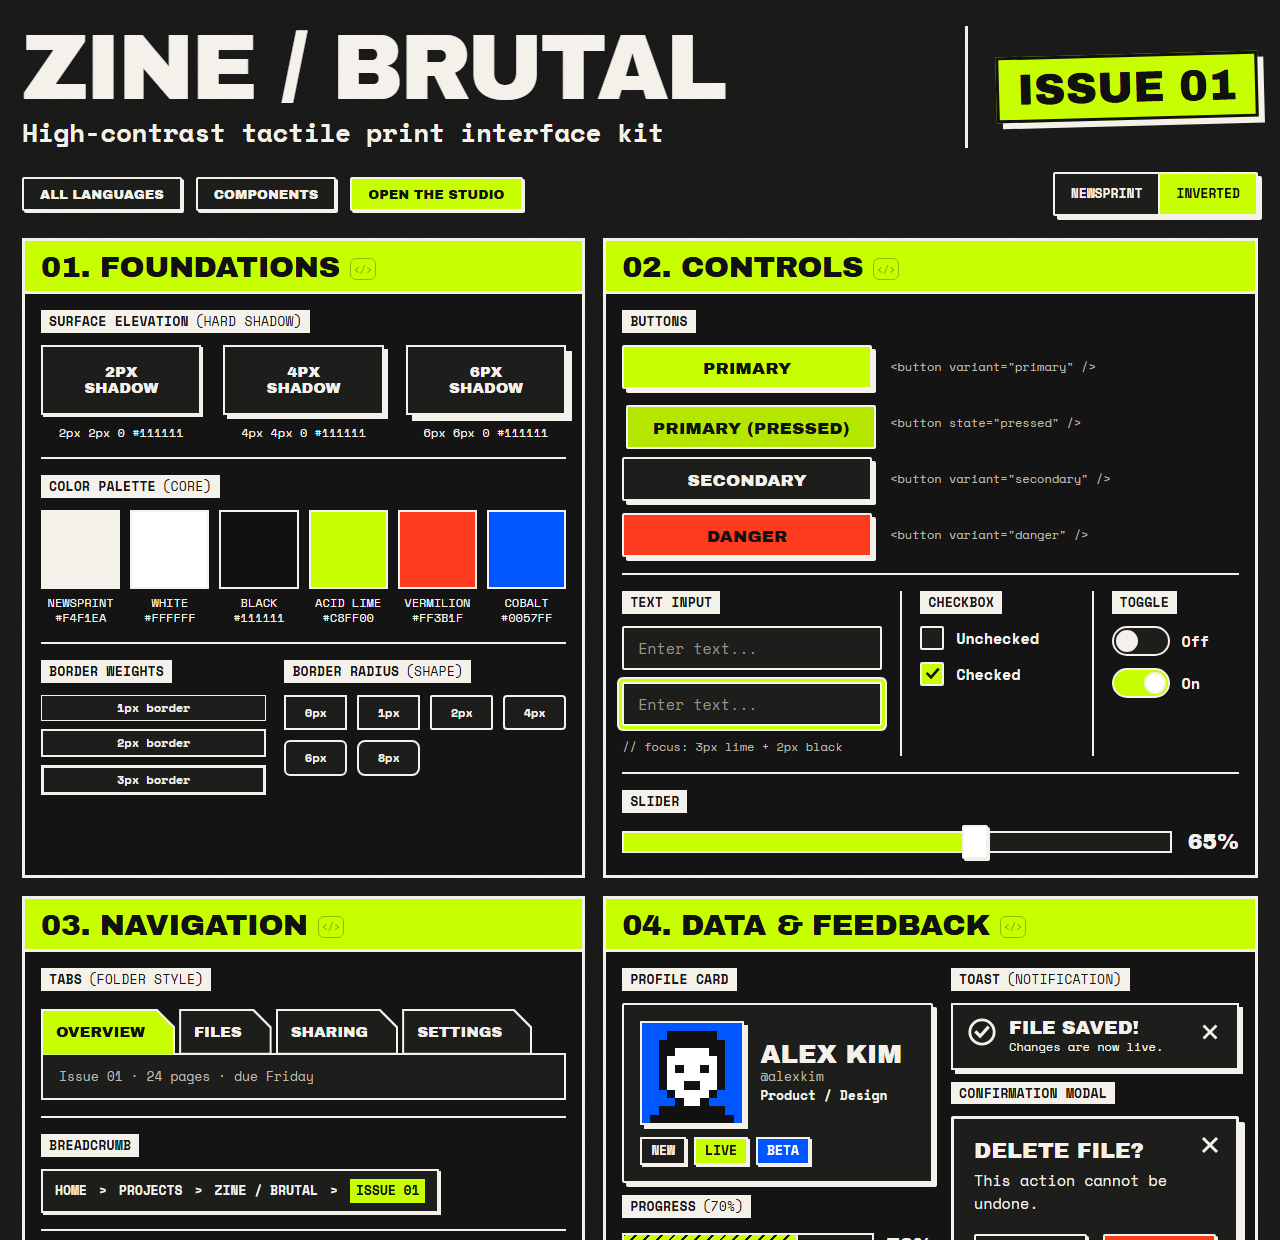 ZINE / BRUTAL
High-contrast tactile print interface kit
ISSUE 01
ALL LANGUAGES
COMPONENTS
OPEN THE STUDIO
NEWSPRINT
INVERTED
01. FOUNDATIONS </>
SURFACE ELEVATION (HARD SHADOW)
2PX
SHADOW
4PX
SHADOW
6PX
SHADOW
2px 2px 0 #111111
4px 4px 0 #111111
6px 6px 0 #111111
COLOR PALETTE (CORE)
NEWSPRINT
#F4F1EA
WHITE
#FFFFFF
BLACK
#111111
ACID LIME
#C8FF00
VERMILION
#FF3B1F
COBALT
#0057FF
BORDER WEIGHTS
1px border
2px border
3px border
BORDER RADIUS (SHAPE)
0px
1px
2px
4px
6px
8px
02. CONTROLS </>
BUTTONS
PRIMARY
<button variant="primary" />
PRIMARY (PRESSED)
<button state="pressed" />
SECONDARY
<button variant="secondary" />
DANGER
<button variant="danger" />
TEXT INPUT
Enter text...
Enter text...
// focus: 3px lime + 2px black
CHECKBOX
Unchecked
Checked
TOGGLE
Off
On
SLIDER
65%
03. NAVIGATION </>
TABS (FOLDER STYLE)
OVERVIEW
FILES
SHARING
SETTINGS
Issue 01 · 24 pages · due Friday
BREADCRUMB
HOME > PROJECTS > ZINE / BRUTAL > ISSUE 01
04. DATA & FEEDBACK </>
PROFILE CARD
ALEX KIM
@alexkim
Product / Design
NEW
LIVE
BETA
PROGRESS (70%)
TOAST (NOTIFICATION)
FILE SAVED!
Changes are now live.
CONFIRMATION MODAL
DELETE FILE?
This action cannot be
undone.